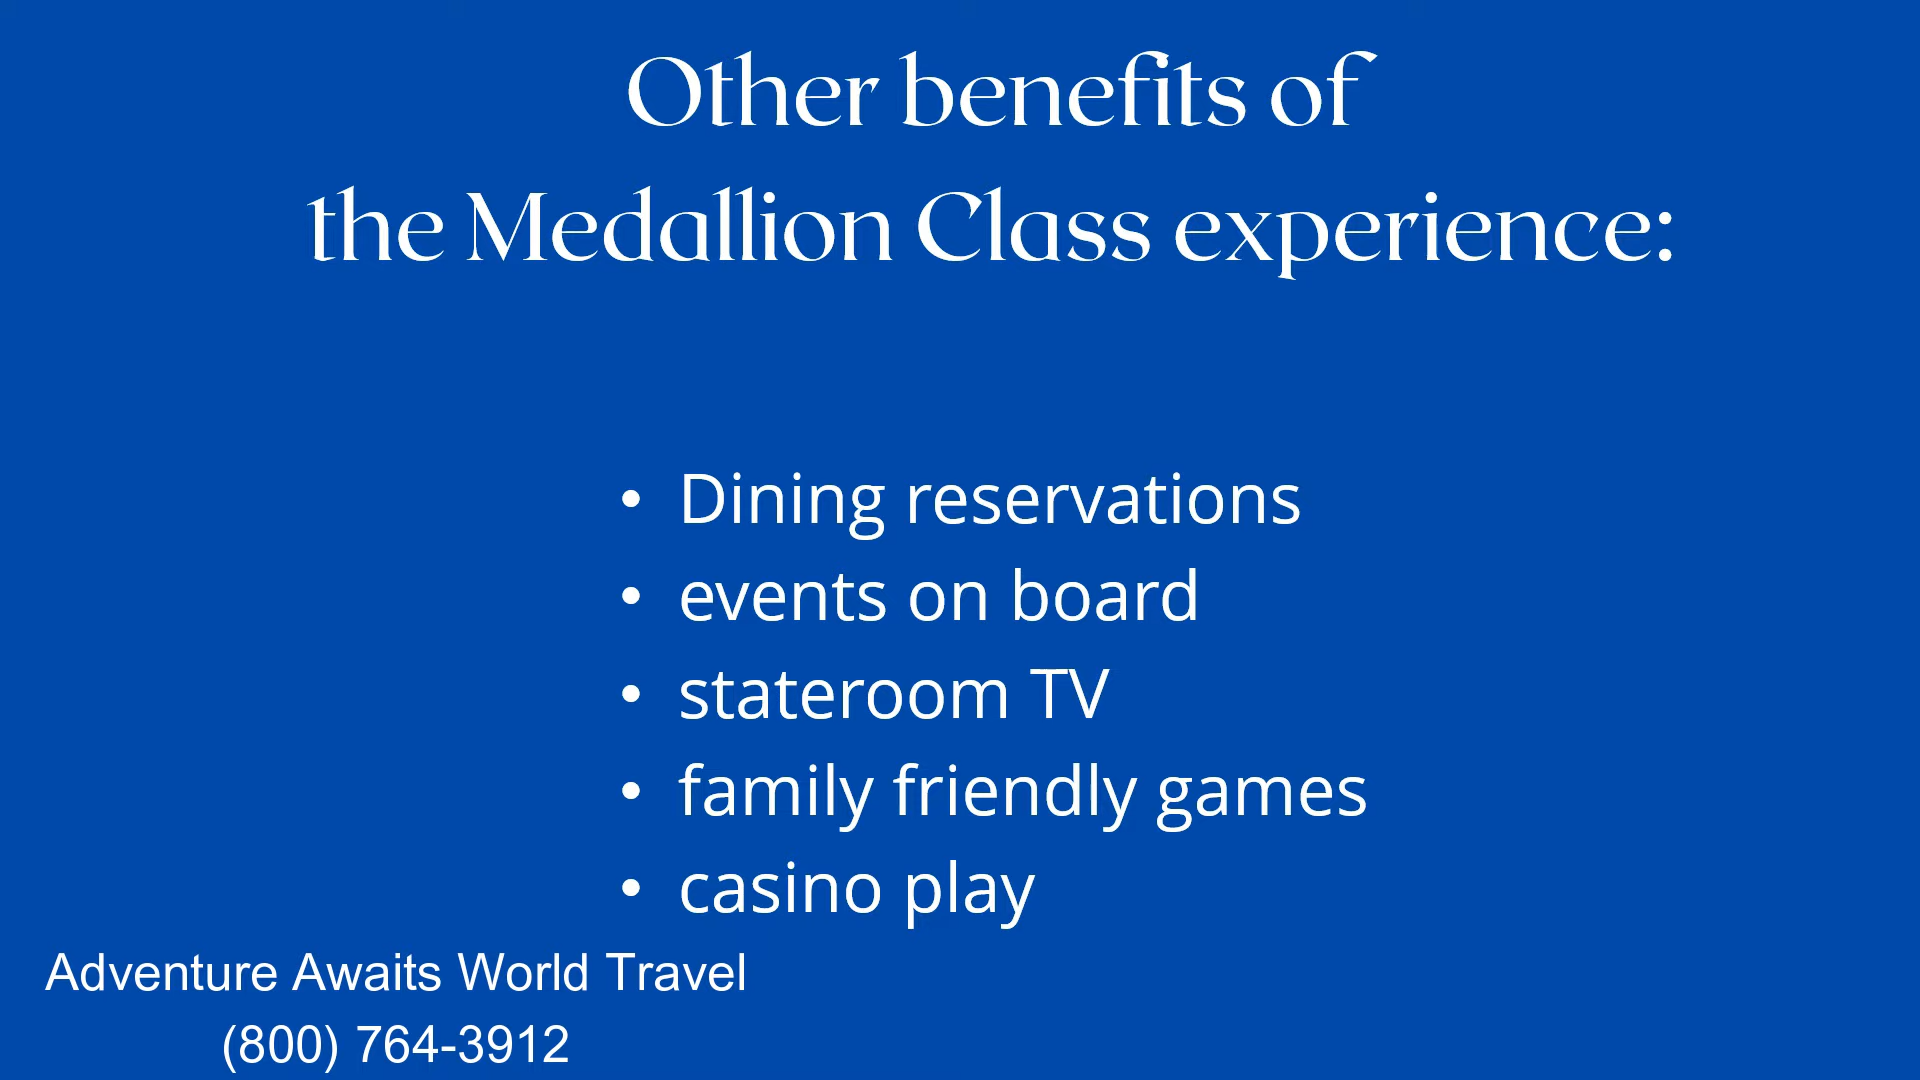 Other benefits of
the Medallion Class experience:
• Dining reservations
• events on board
• stateroom TV
• family friendly games
• casino play
Adventure Awaits World Travel
(800) 764-3912